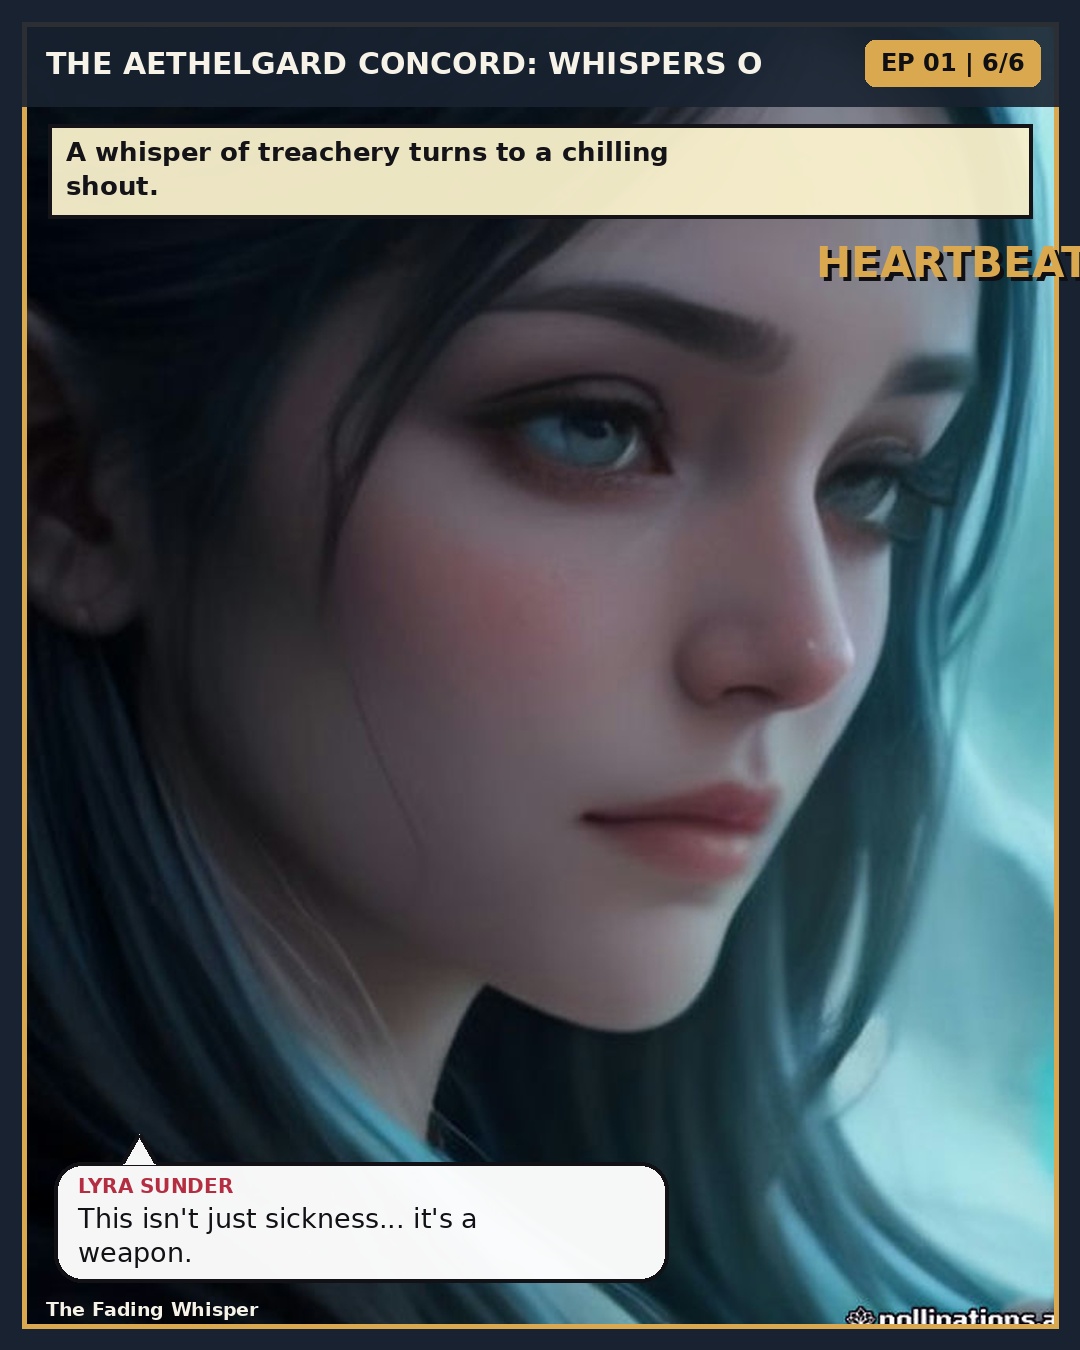 THE AETHELGARD CONCORD: WHISPERS O
EP 01 | 6/6
A whisper of treachery turns to a chilling
shout.
HEARTBEAT
LYRA SUNDER
This isn't just sickness... it's a
weapon.
The Fading Whisper
pollinations.a